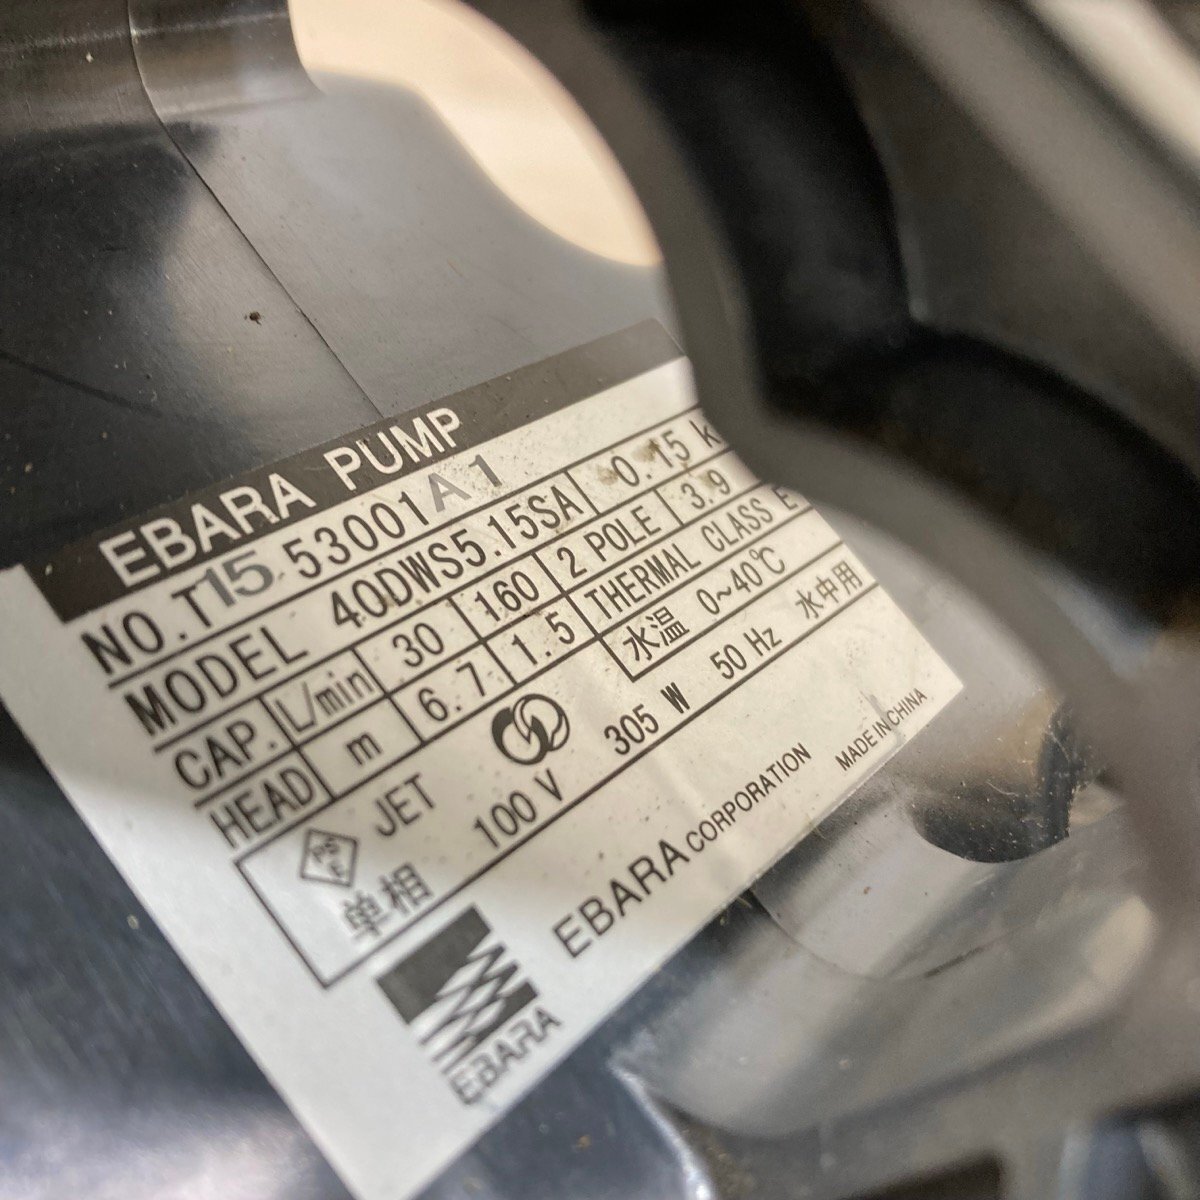 EBARA PUMP
NO.T15 53001A1
MODEL 40DWS5.15SA 0.15 k
CAP. L/min 30 160 2 POLE 3.9
HEAD m 6.7 1.5 THERMAL CLASS E
水温 0~40℃
PS E JET
单相 100 V 305 W 50 Hz 水中用
EBARA CORPORATION MADE IN CHINA
EBARA